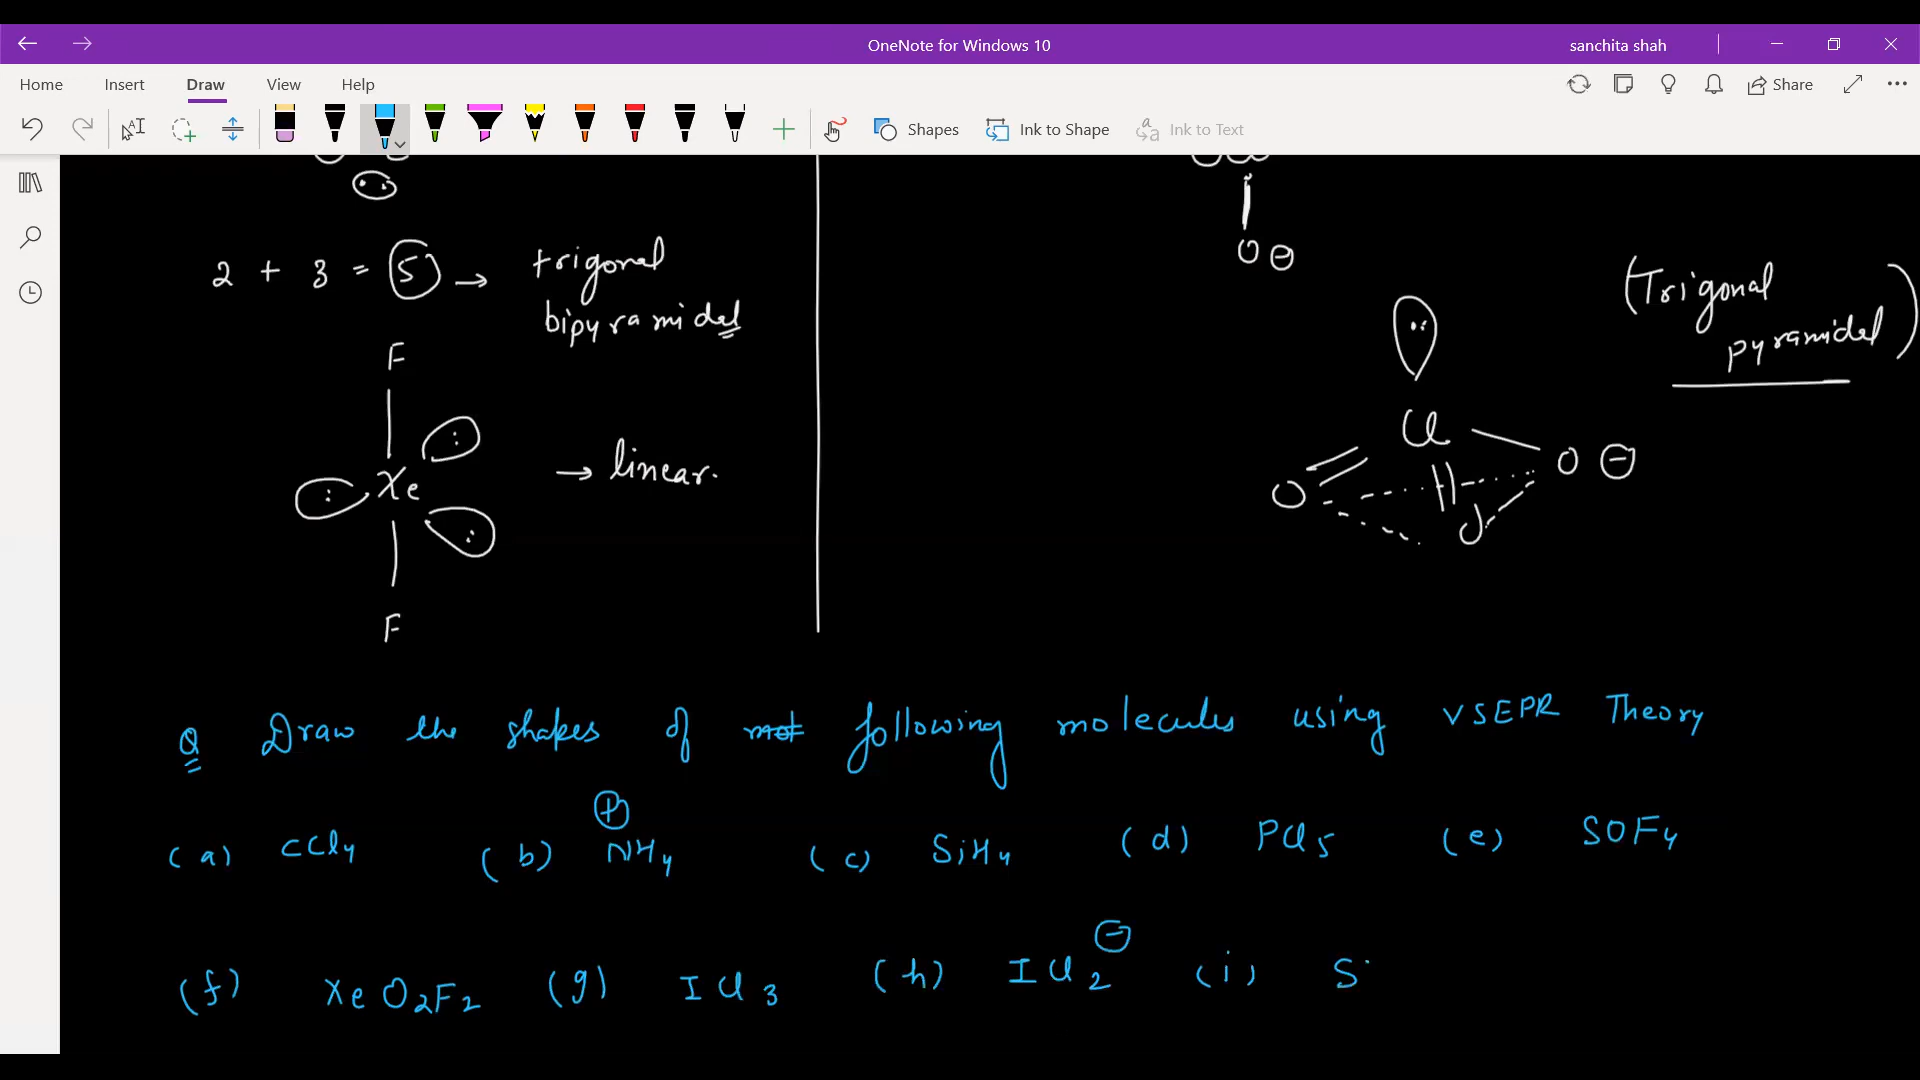 OneNote for Windows 10
sanchita shah
Home Insert Draw View Help
Share
Shapes Ink to Shape Ink to Text
O ⊖
2 + 3 = 5 → trigonal
bipyramidal
F
Xe
F
→ linear.
(Trigonal
pyramidal)
Cl
O O ⊖
O
Q Draw the shapes of following molecules using VSEPR Theory
(a) CCl4 (b) NH4 ⊕ (c) SiH4 (d) PCl5 (e) SOF4
(f) XeO2F2 (g) ICl3 (h) ICl2 ⊖ (i) S